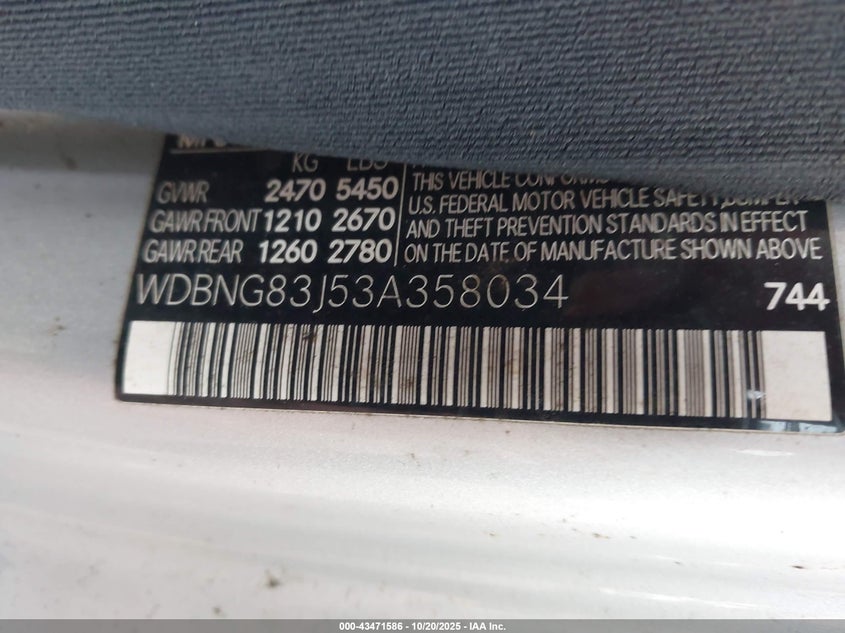 KG LBS
GVWR 2470 5450
GAWR FRONT 1210 2670
GAWR REAR 1260 2780
THIS VEHICLE CONFORMS
U.S. FEDERAL MOTOR VEHICLE SAFETY, BUMPER
AND THEFT PREVENTION STANDARDS IN EFFECT
ON THE DATE OF MANUFACTURE SHOWN ABOVE
WDBNG83J53A358034
744
000-43471586 - 10/20/2025 - IAA Inc.